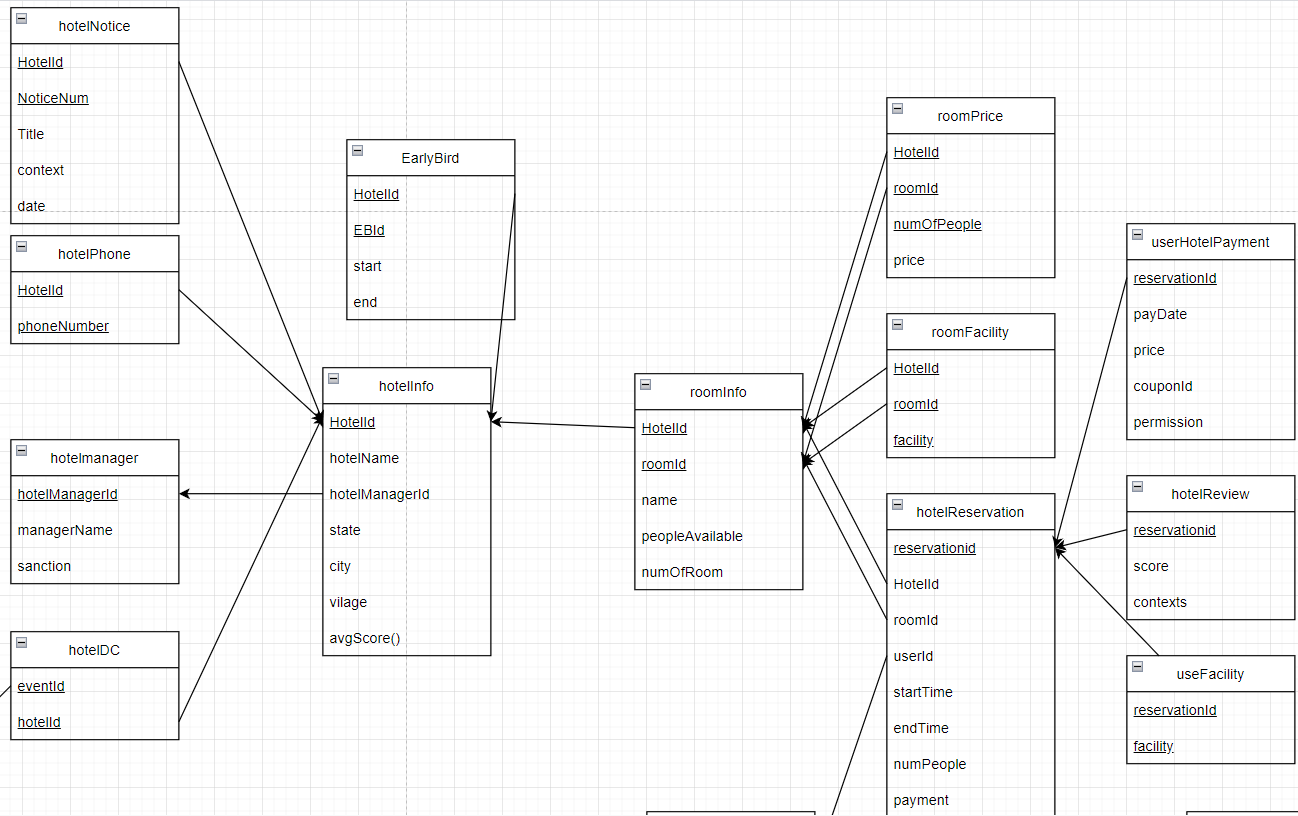 hotelNotice
HotelId
NoticeNum
Title
context
date
hotelPhone
HotelId
phoneNumber
hotelmanager
hotelManagerId
managerName
sanction
hotelDC
eventId
hotelId
EarlyBird
HotelId
EBId
start
end
hotelInfo
HotelId
hotelName
hotelManagerId
state
city
vilage
avgScore()
roomInfo
HotelId
roomId
name
peopleAvailable
numOfRoom
roomPrice
HotelId
roomId
numOfPeople
price
roomFacility
HotelId
roomId
facility
hotelReservation
reservationid
HotelId
roomId
userId
startTime
endTime
numPeople
payment
userHotelPayment
reservationId
payDate
price
couponId
permission
hotelReview
reservationid
score
contexts
useFacility
reservationId
facility